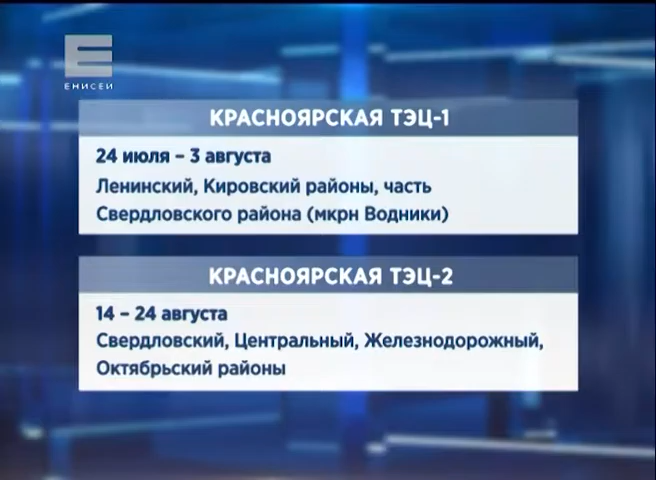 ЕНИСЕЙ
КРАСНОЯРСКАЯ ТЭЦ-1
24 июля – 3 августа
Ленинский, Кировский районы, часть
Свердловского района (мкрн Водники)
КРАСНОЯРСКАЯ ТЭЦ-2
14 – 24 августа
Свердловский, Центральный, Железнодорожный,
Октябрьский районы